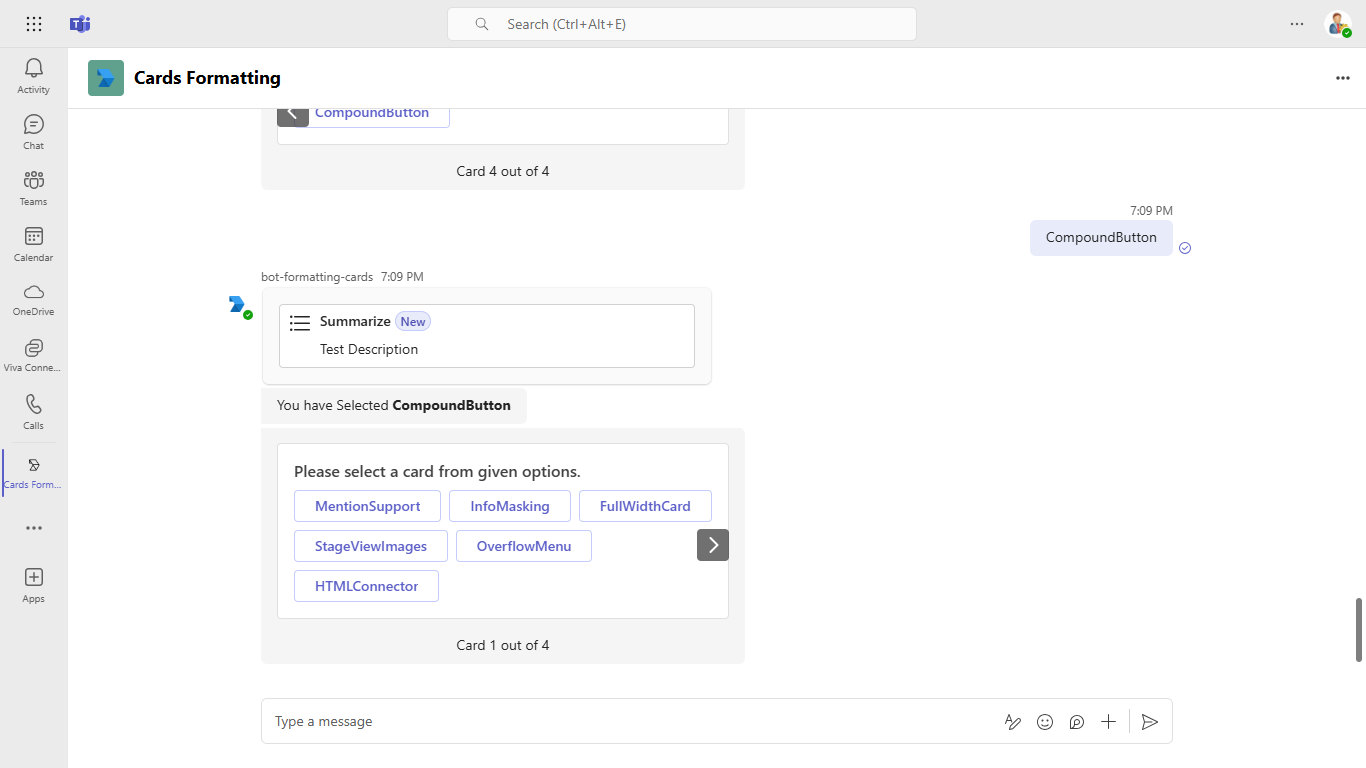 Search (Ctrl+Alt+E)
Cards Formatting
Activity
Chat
Teams
Calendar
OneDrive
Viva Conne...
Calls
Cards Form...
Apps
CompoundButton
Card 4 out of 4
7:09 PM
CompoundButton
bot-formatting-cards 7:09 PM
Summarize New
Test Description
You have Selected CompoundButton
Please select a card from given options.
MentionSupport InfoMasking FullWidthCard
StageViewImages OverflowMenu
HTMLConnector
Card 1 out of 4
Type a message